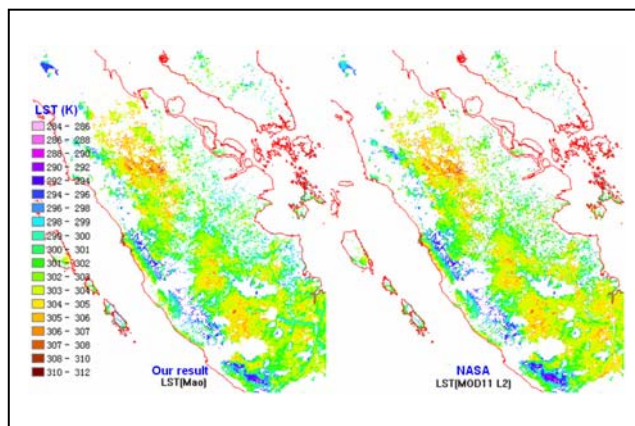 LST (K)
284 - 286
286 - 288
288 - 290
290 - 292
292 - 294
294 - 295
295 - 296
296 - 298
298 - 299
299 - 300
300 - 301
301 - 302
302 - 303
303 - 304
304 - 305
305 - 306
306 - 307
307 - 308
308 - 310
310 - 312
Our result
LST(Mao)
NASA
LST(MOD11 L2)